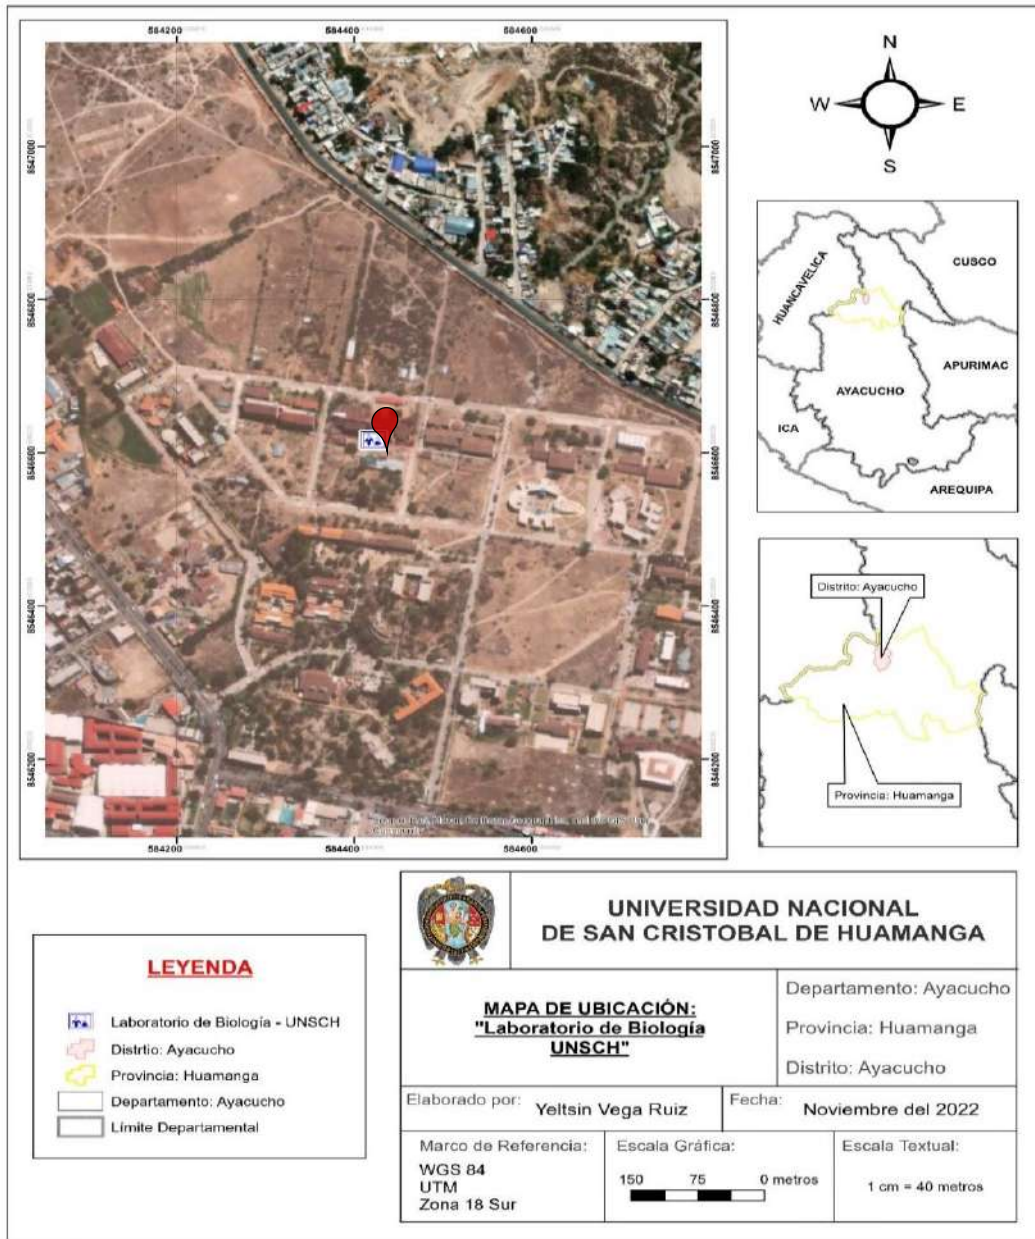 584200
584400
584600
8547000
8547000
8546800
8546800
8546600
8546600
8546400
8546400
8546200
8546200
584200
584400
584600
N
W
E
S
HUANCAVELICA
CUSCO
APURIMAC
AYACUCHO
ICA
AREQUIPA
Distrito: Ayacucho
Provincia: Huamanga
LEYENDA
Laboratorio de Biología - UNSCH
Distrtio: Ayacucho
Provincia: Huamanga
Departamento: Ayacucho
Límite Departamental
UNIVERSIDAD NACIONAL
DE SAN CRISTOBAL DE HUAMANGA
MAPA DE UBICACIÓN:
"Laboratorio de Biología
UNSCH"
Departamento: Ayacucho
Provincia: Huamanga
Distrito: Ayacucho
Elaborado por: Yeltsin Vega Ruiz
Fecha: Noviembre del 2022
Marco de Referencia:
WGS 84
UTM
Zona 18 Sur
Escala Gráfica:
150 75 0 metros
Escala Textual:
1 cm = 40 metros